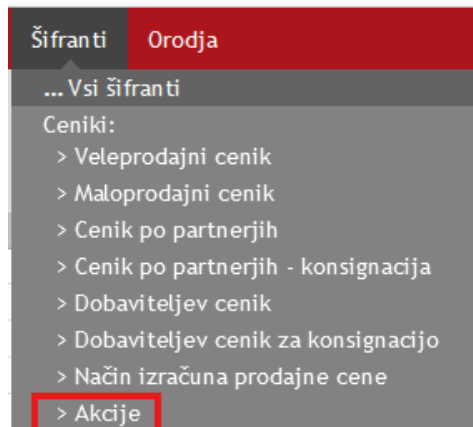 Šifranti Orodja
... Vsi šifranti
Ceniki:
> Veleprodajni cenik
> Maloprodajni cenik
> Cenik po partnerjih
> Cenik po partnerjih - konsignacija
> Dobaviteljev cenik
> Dobaviteljev cenik za konsignacijo
> Način izračuna prodajne cene
> Akcije